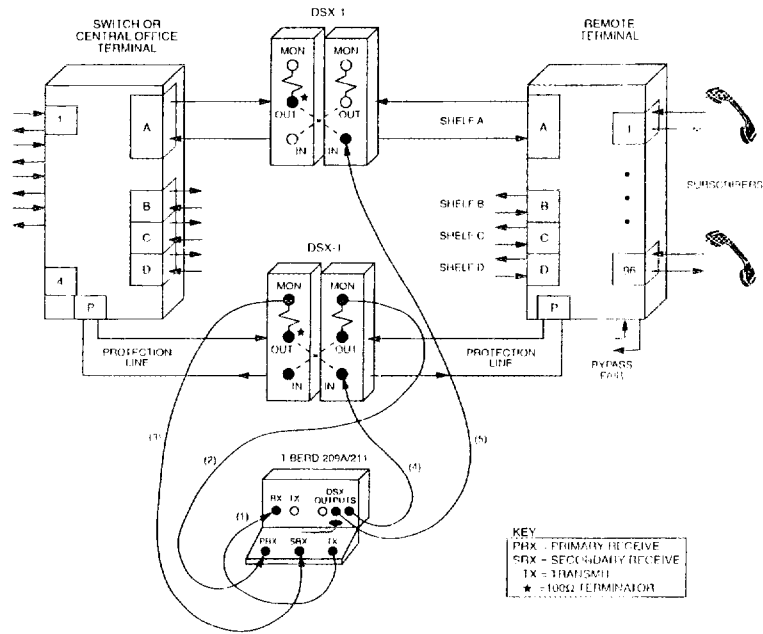 DSX-1
SWITCH OR
CENTRAL OFFICE
TERMINAL
REMOTE
TERMINAL
MON
MON
1
A
OUT
OUT
IN
IN
SHELF A
A
1
SUBSCRIBERS
B
C
D
SHELF B
SHELF C
SHELF D
B
C
D
96
4
P
DSX-1
MON
MON
OUT
OUT
IN
IN
P
PROTECTION
LINE
PROTECTION
LINE
BYPASS
PAIR
(3)
(2)
(4)
(5)
(1)
T-BERD 209A/211
RX
TX
DSX
OUTPUTS
PRX
SRX
TX
KEY
PRX = PRIMARY RECEIVE
SRX = SECONDARY RECEIVE
TX = TRANSMIT
★ = 100Ω TERMINATOR